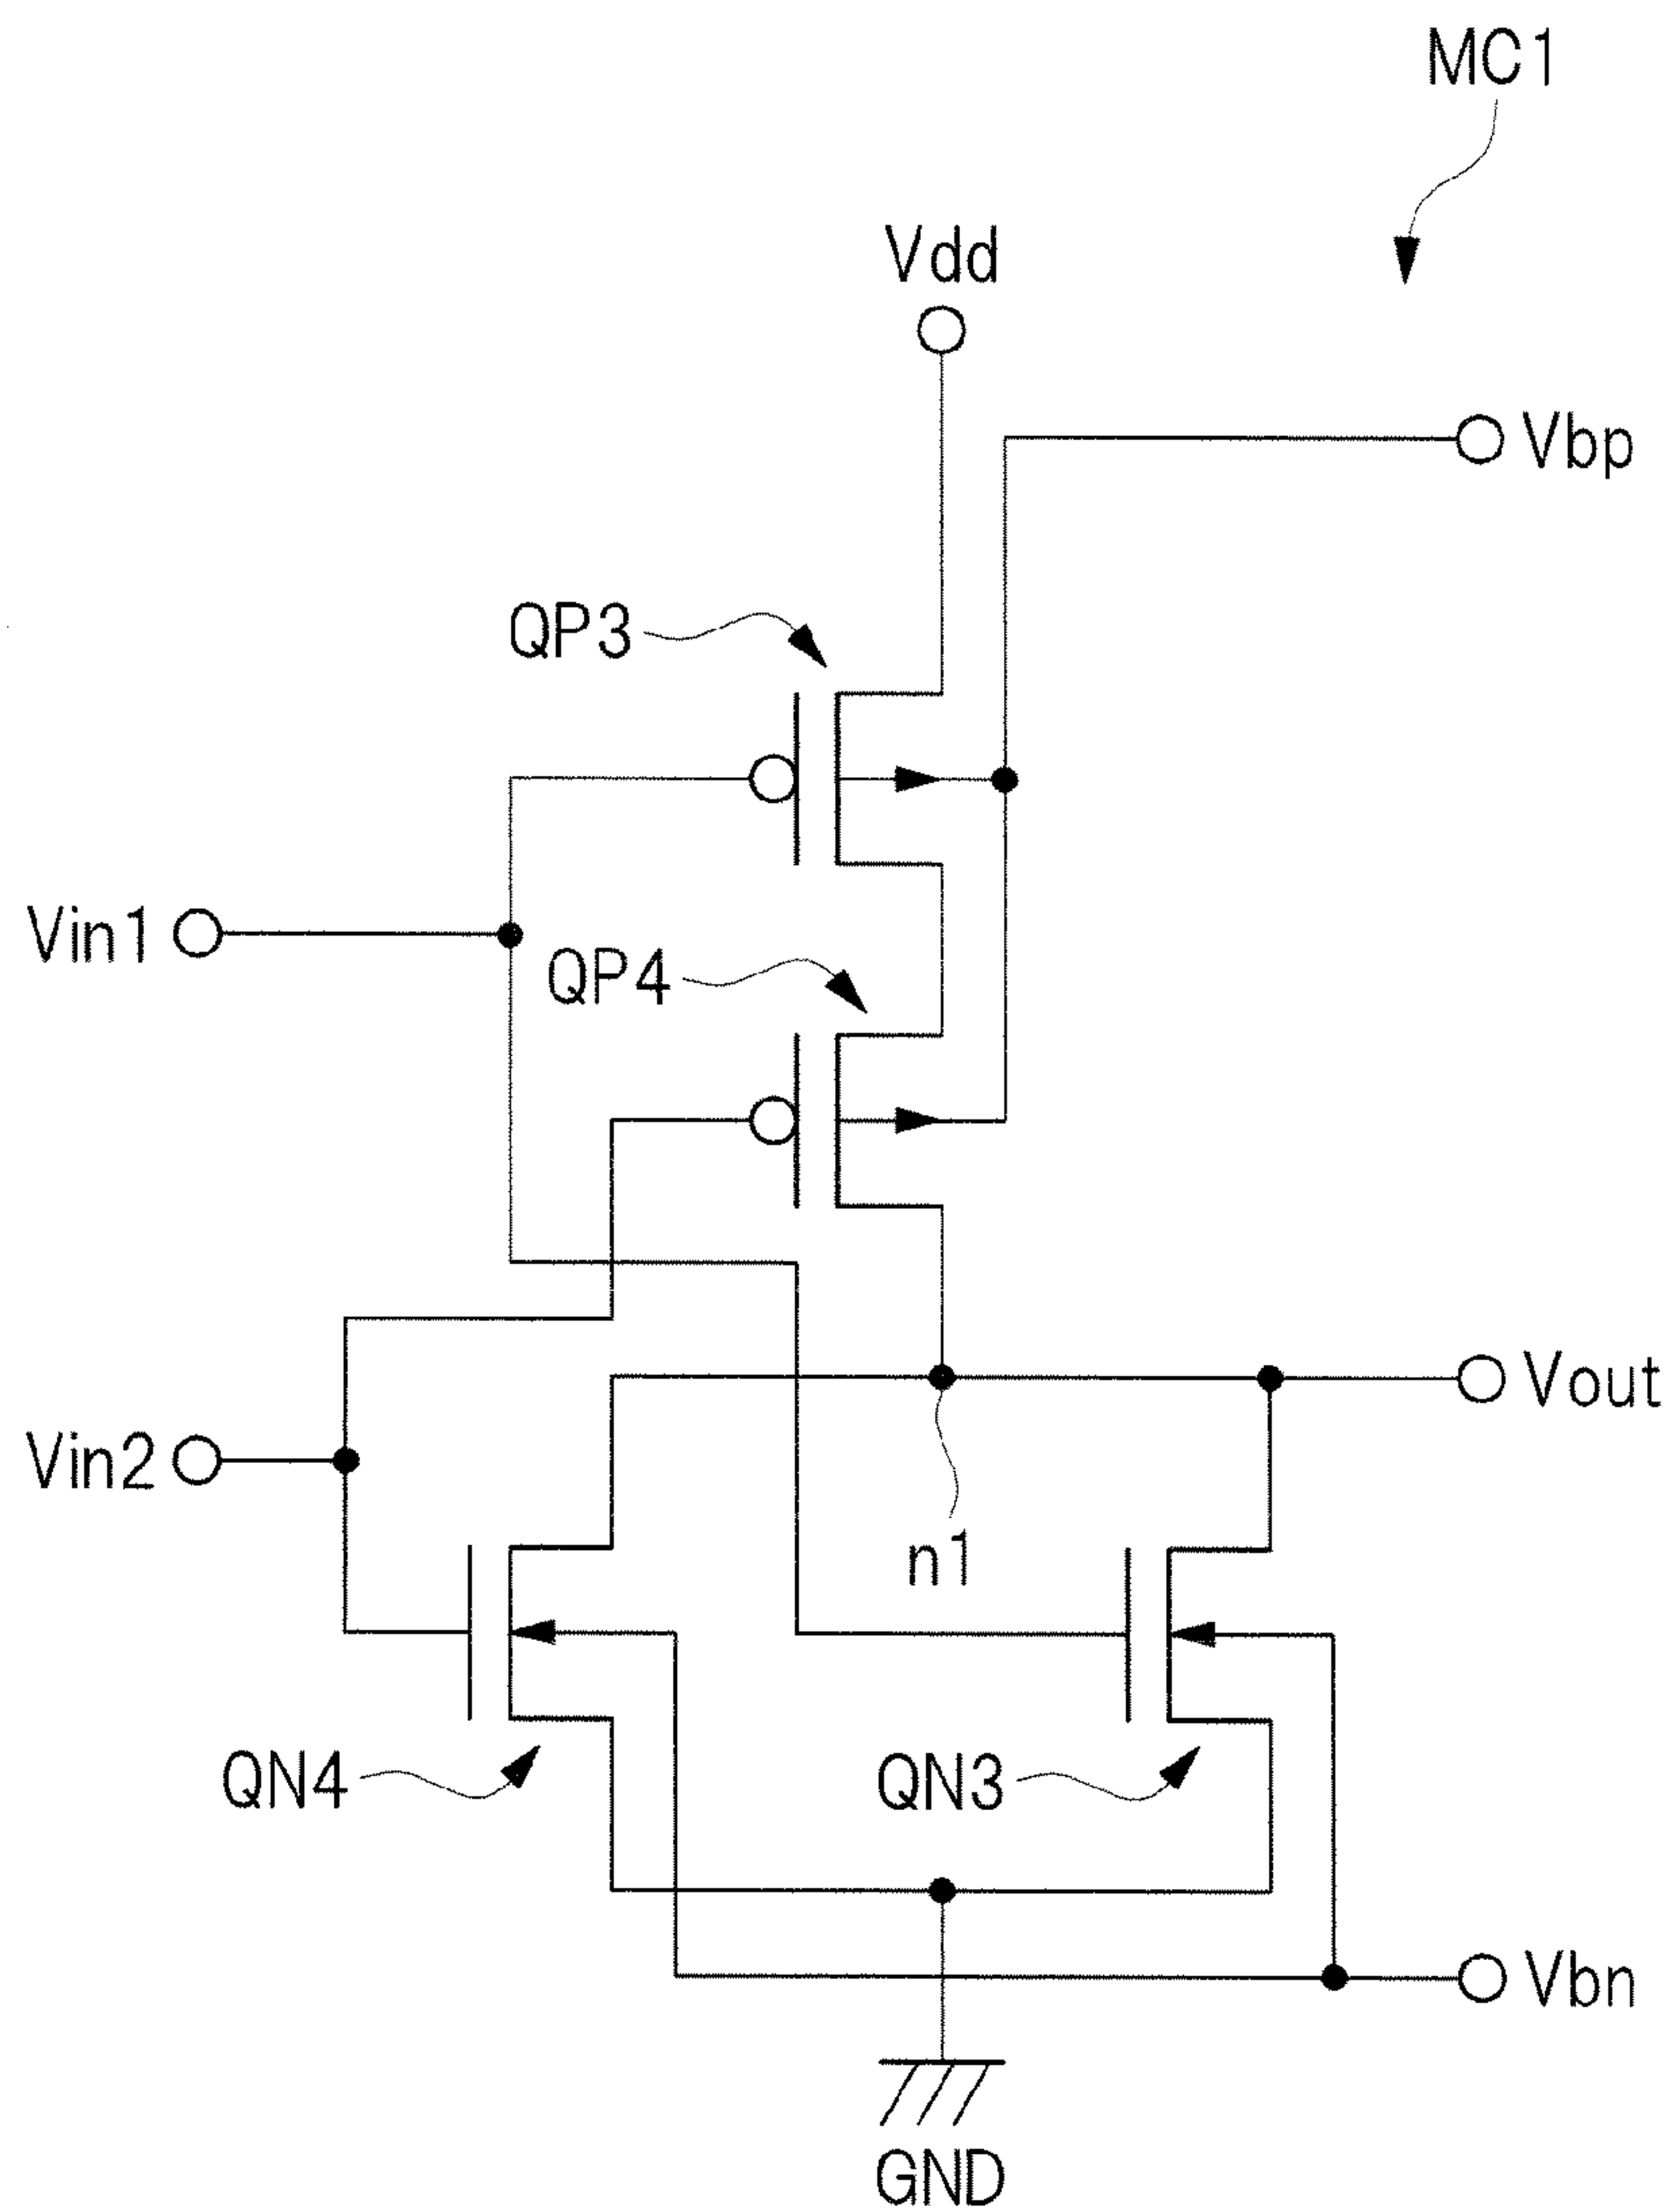 MC1
Vdd
Vbp
QP3
Vin1
QP4
Vout
Vin2
n1
QN4
QN3
Vbn
GND